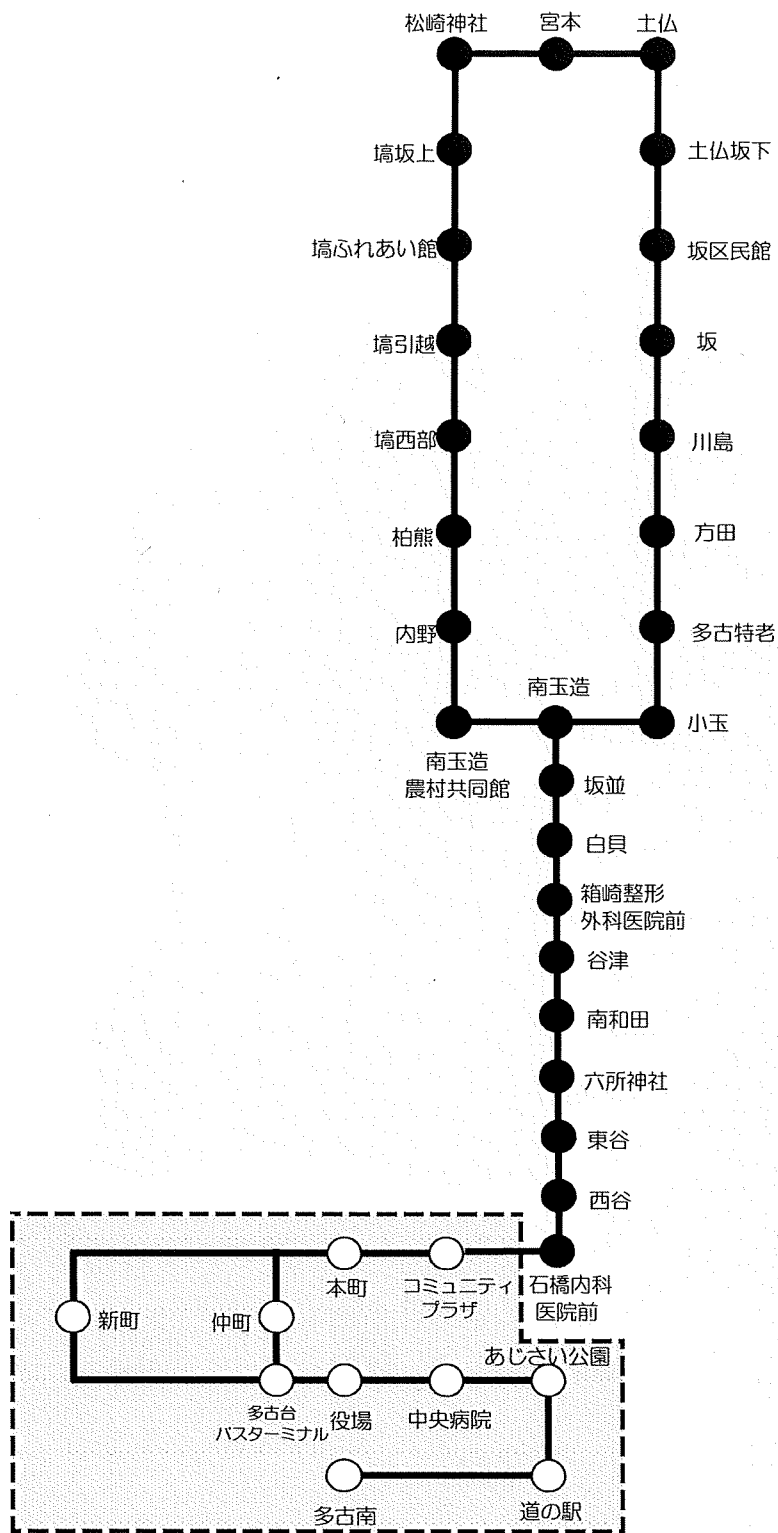 松崎神社
宮本
土仏
塙坂上
土仏坂下
塙ふれあい館
坂区民館
塙引越
坂
塙西部
川島
柏熊
方田
内野
多古特老
南玉造
小玉
南玉造
農村共同館
坂並
白貝
箱崎整形
外科医院前
谷津
南和田
六所神社
東谷
西谷
本町
コミュニティ
プラザ
石橋内科
医院前
新町
仲町
あじさい公園
多古台
バスターミナル
役場
中央病院
多古南
道の駅